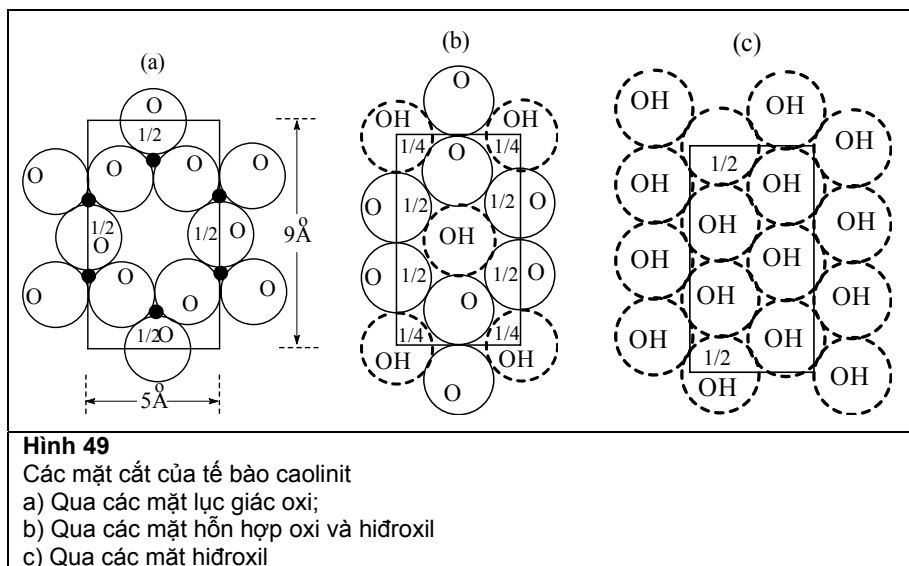 (a)
O
1/2
O O O O
1/2 O
1/2 O
O O O O
1/2 O
9Å
5Å
(b)
O
OH OH
1/4 O 1/4
O 1/2 1/2 O
OH
O 1/2 1/2 O
O
1/4 1/4
OH OH
O
(c)
OH OH
OH 1/2 OH
OH
OH OH
OH OH
OH OH
OH OH
1/2
OH OH
Hình 49
Các mặt cắt của tế bào caolinit
a) Qua các mặt lục giác oxi;
b) Qua các mặt hỗn hợp oxi và hiđroxil
c) Qua các mặt hiđroxil